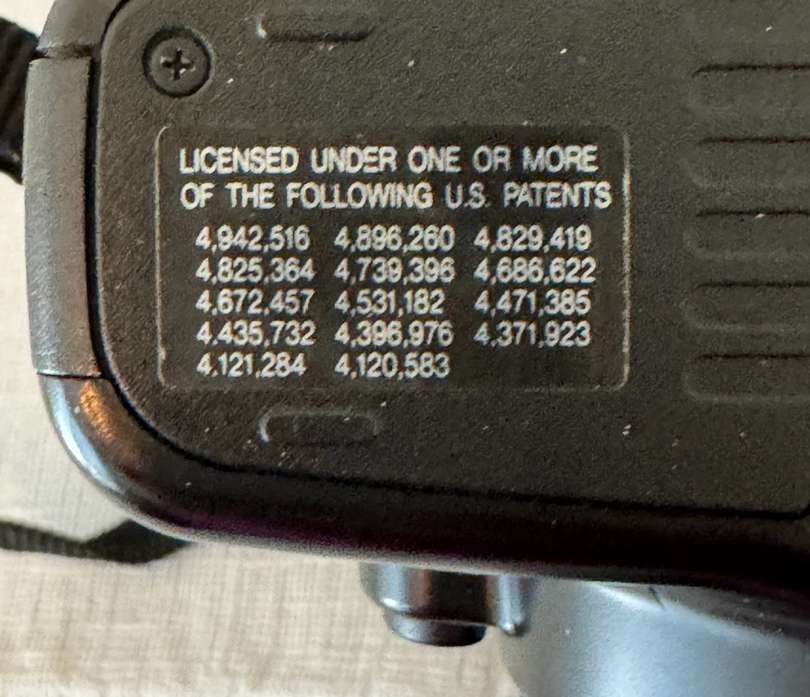 LICENSED UNDER ONE OR MORE
OF THE FOLLOWING U.S. PATENTS
4,942,516 4,896,260 4,829,419
4,825,364 4,739,396 4,686,622
4,672,457 4,531,182 4,471,385
4.435,732 4,396,976 4.371,923
4.121,284 4,120,583